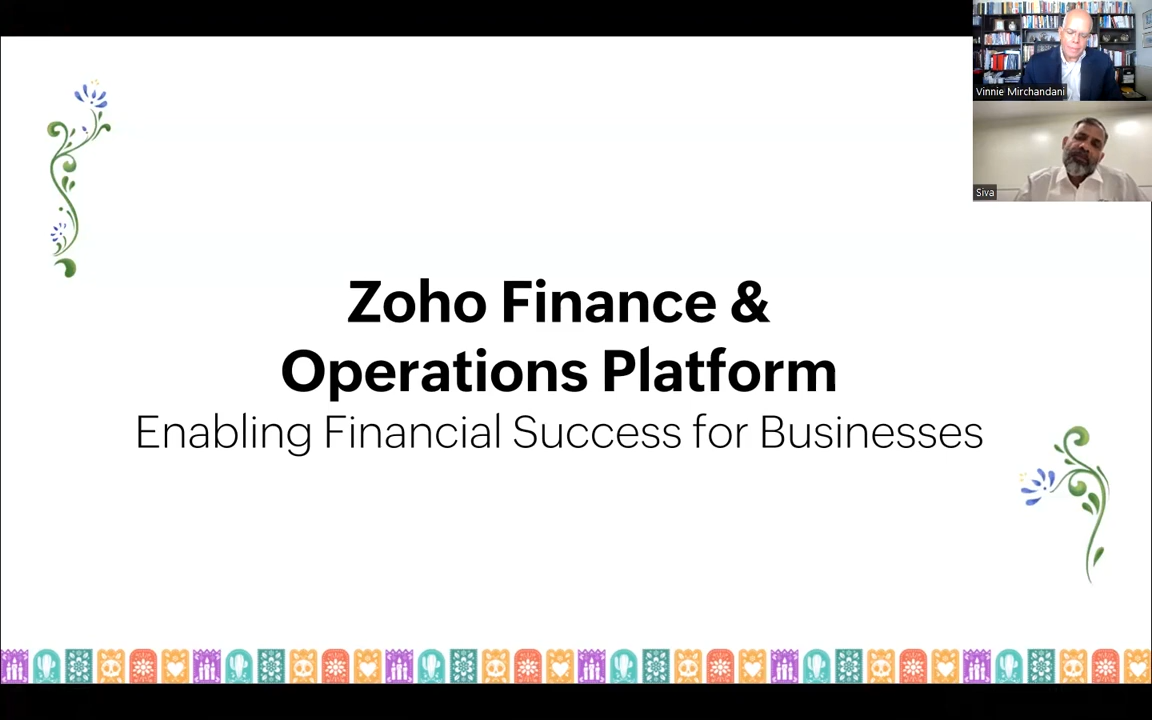 Zoho Finance &
Operations Platform
Enabling Financial Success for Businesses
Vinnie Mirchandani
Siva